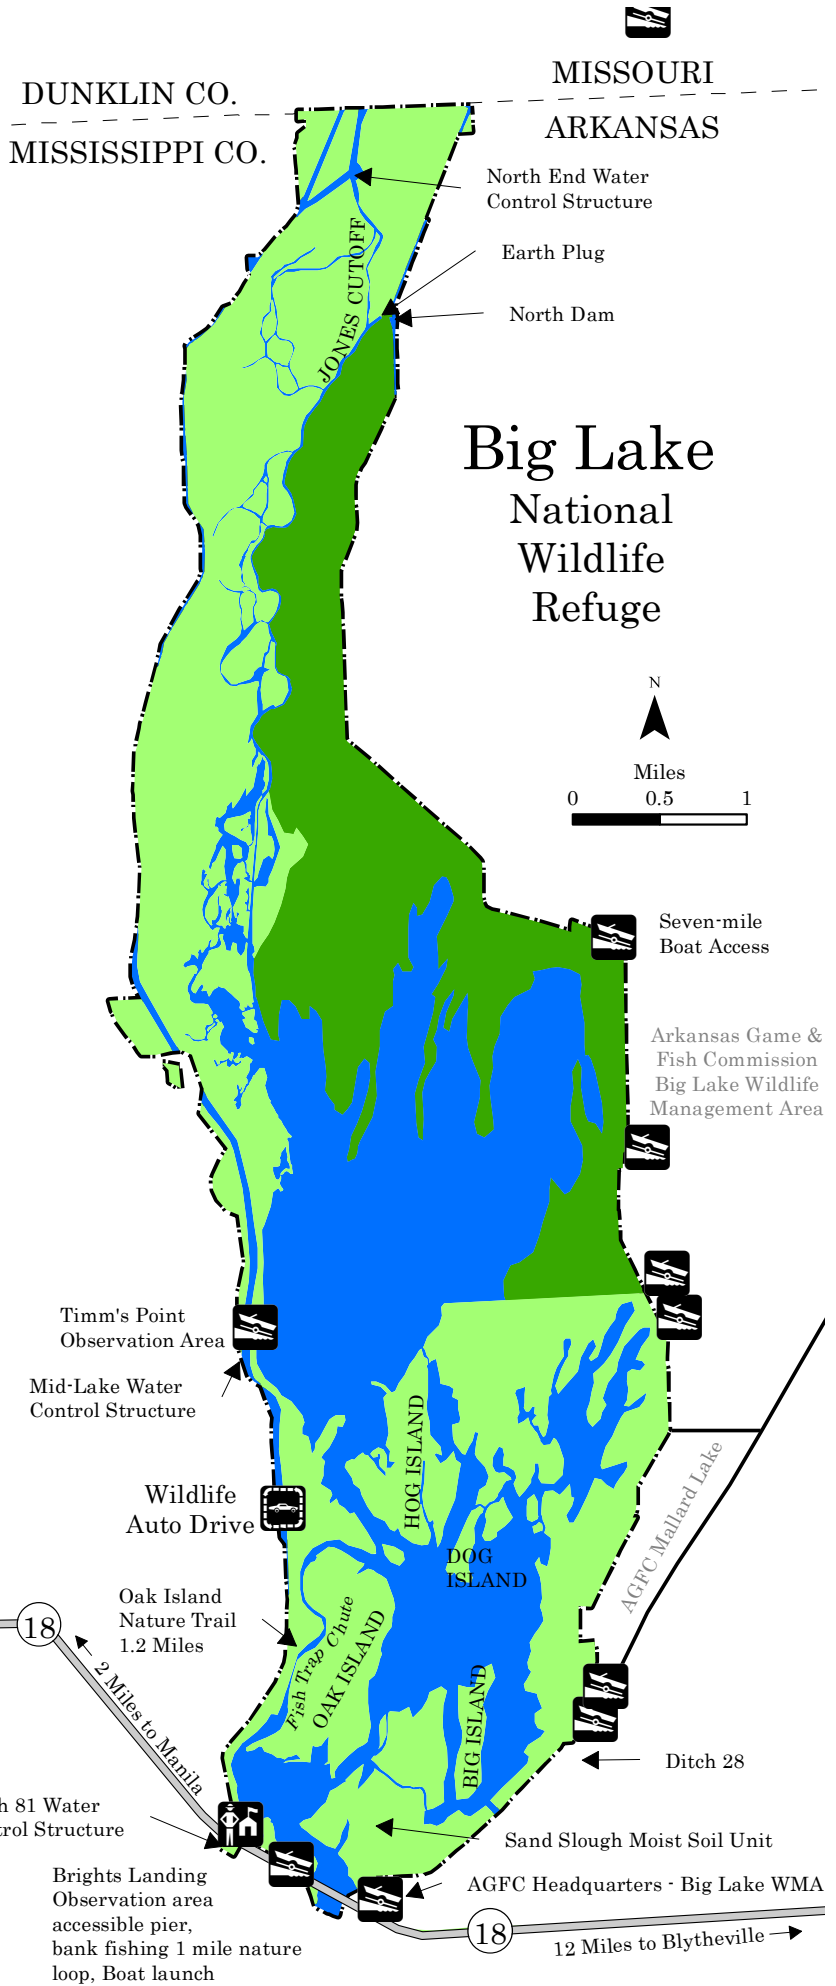 DUNKLIN CO.
MISSOURI
MISSISSIPPI CO.
ARKANSAS
North End Water
Control Structure
Earth Plug
North Dam
JONES CUTOFF
Big Lake
National
Wildlife
Refuge
N
Miles
0 0.5 1
Seven-mile
Boat Access
Arkansas Game &
Fish Commission
Big Lake Wildlife
Management Area
Timm's Point
Observation Area
Mid-Lake Water
Control Structure
HOG ISLAND
AGFC Mallard Lake
Wildlife
Auto Drive
DOG
ISLAND
Oak Island
Nature Trail
1.2 Miles
Fish Trap Chute
OAK ISLAND
18
2 Miles to Manila
BIG ISLAND
Ditch 28
h 81 Water
trol Structure
Sand Slough Moist Soil Unit
Brights Landing
Observation area
accessible pier,
bank fishing 1 mile nature
loop, Boat launch
AGFC Headquarters - Big Lake WMA
18
12 Miles to Blytheville